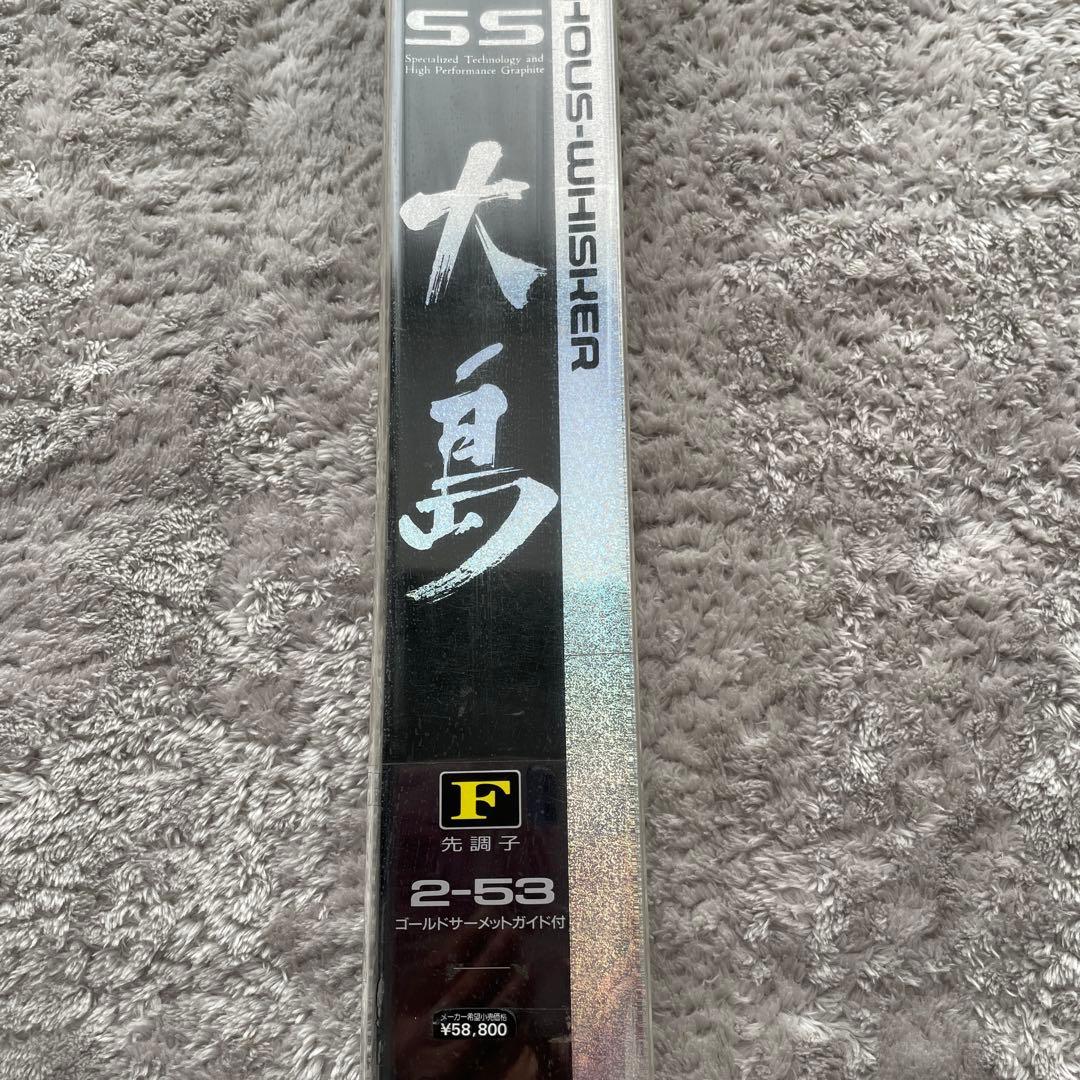 SS
Specialized Technology and
High Performance Graphite
大島
F
先調子
2-53
ゴールドサーメットガイド付
メーカー希望小売価格
¥58,800
HOUS-WHISKER